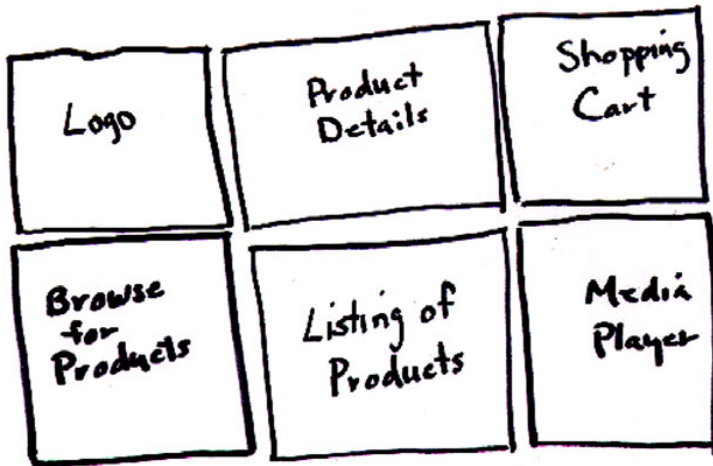 Logo
Product
Details
Shopping
Cart
Browse
for
Products
Listing of
Products
Media
Player